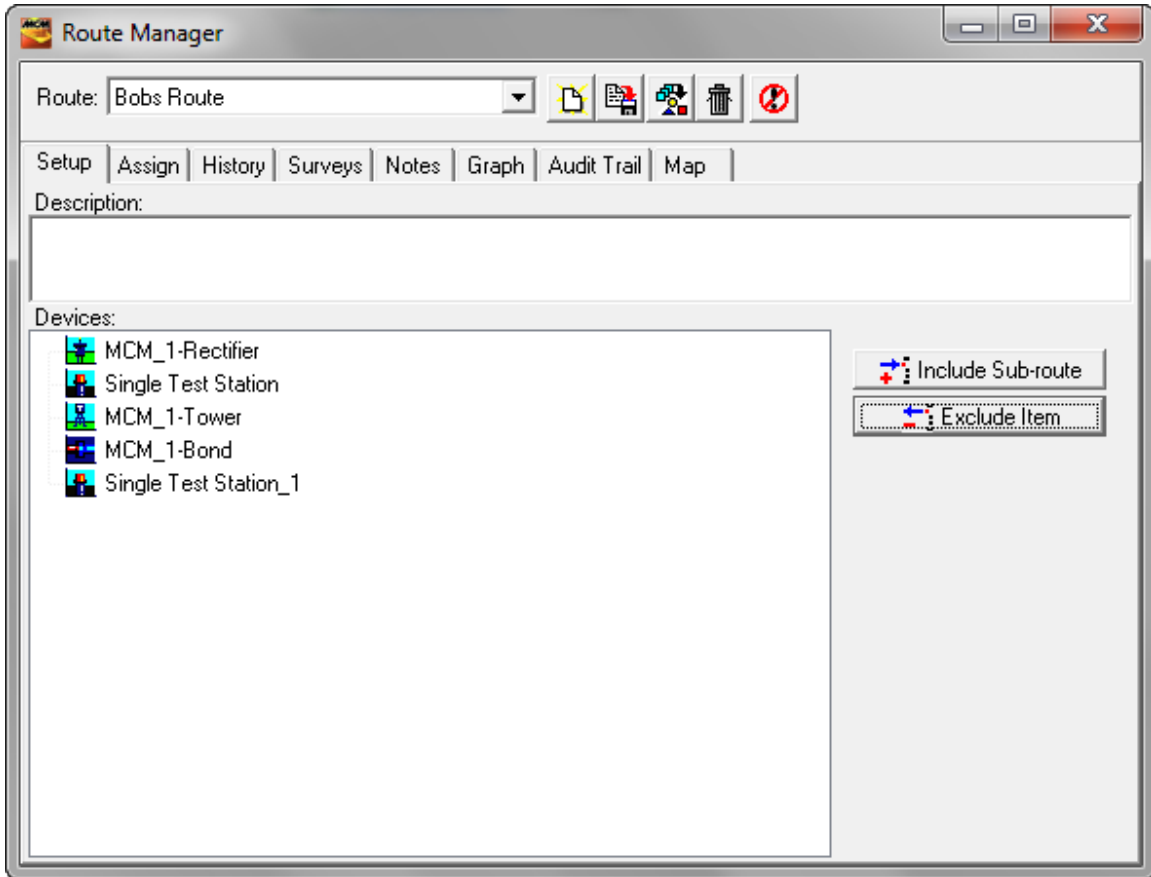 MCM Route Manager
Route: Bobs Route
Setup Assign History Surveys Notes Graph Audit Trail Map
Description:
Devices:
MCM_1-Rectifier
Include Sub-route
Single Test Station
Exclude Item
MCM_1-Tower
MCM_1-Bond
Single Test Station_1